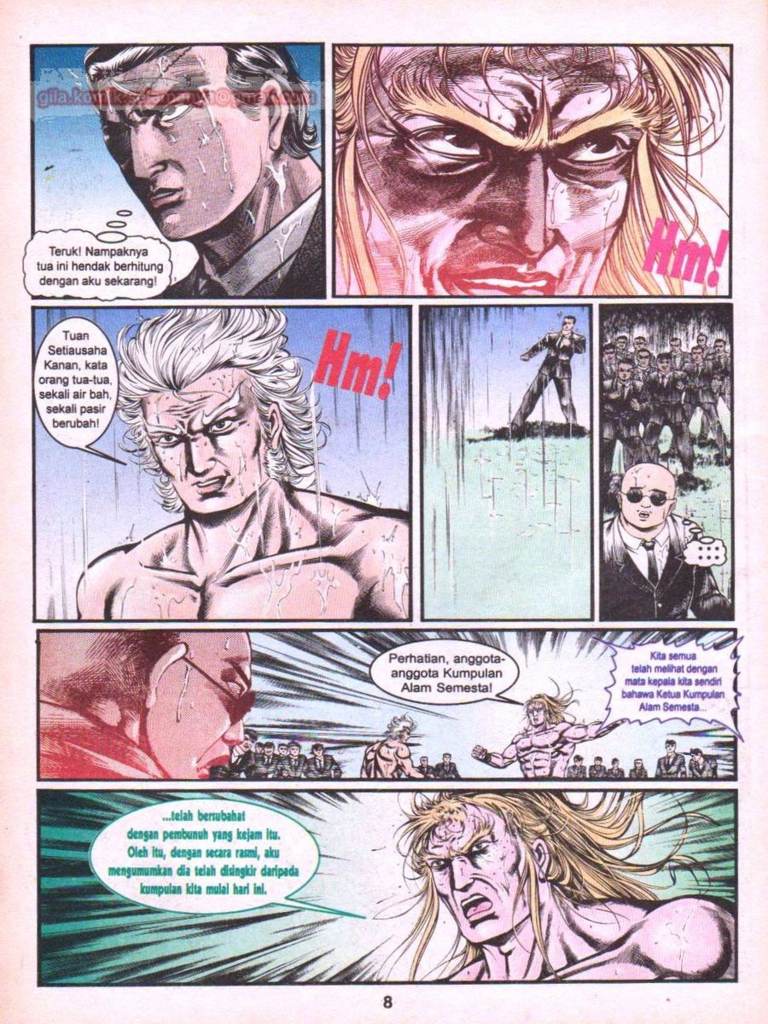 Teruk! Nampaknya
tua ini hendak berhitung
dengan aku sekarang!
Hm!
Tuan
Setiausaha
Kanan, kata
orang tua-tua,
sekali air bah,
sekali pasir
berubah!
Hm!
Perhatian, anggota-
anggota Kumpulan
Alam Semesta!
Kita semua
telah melihat dengan
mata kepala kita sendiri
bahawa Ketua Kumpulan
Alam Semesta...
...telah bersubahat
dengan pembunuh yang kejam itu.
Oleh itu, dengan secara rasmi, aku
mengumumkan dia telah disingkir daripada
kumpulan kita mulai hari ini.
8